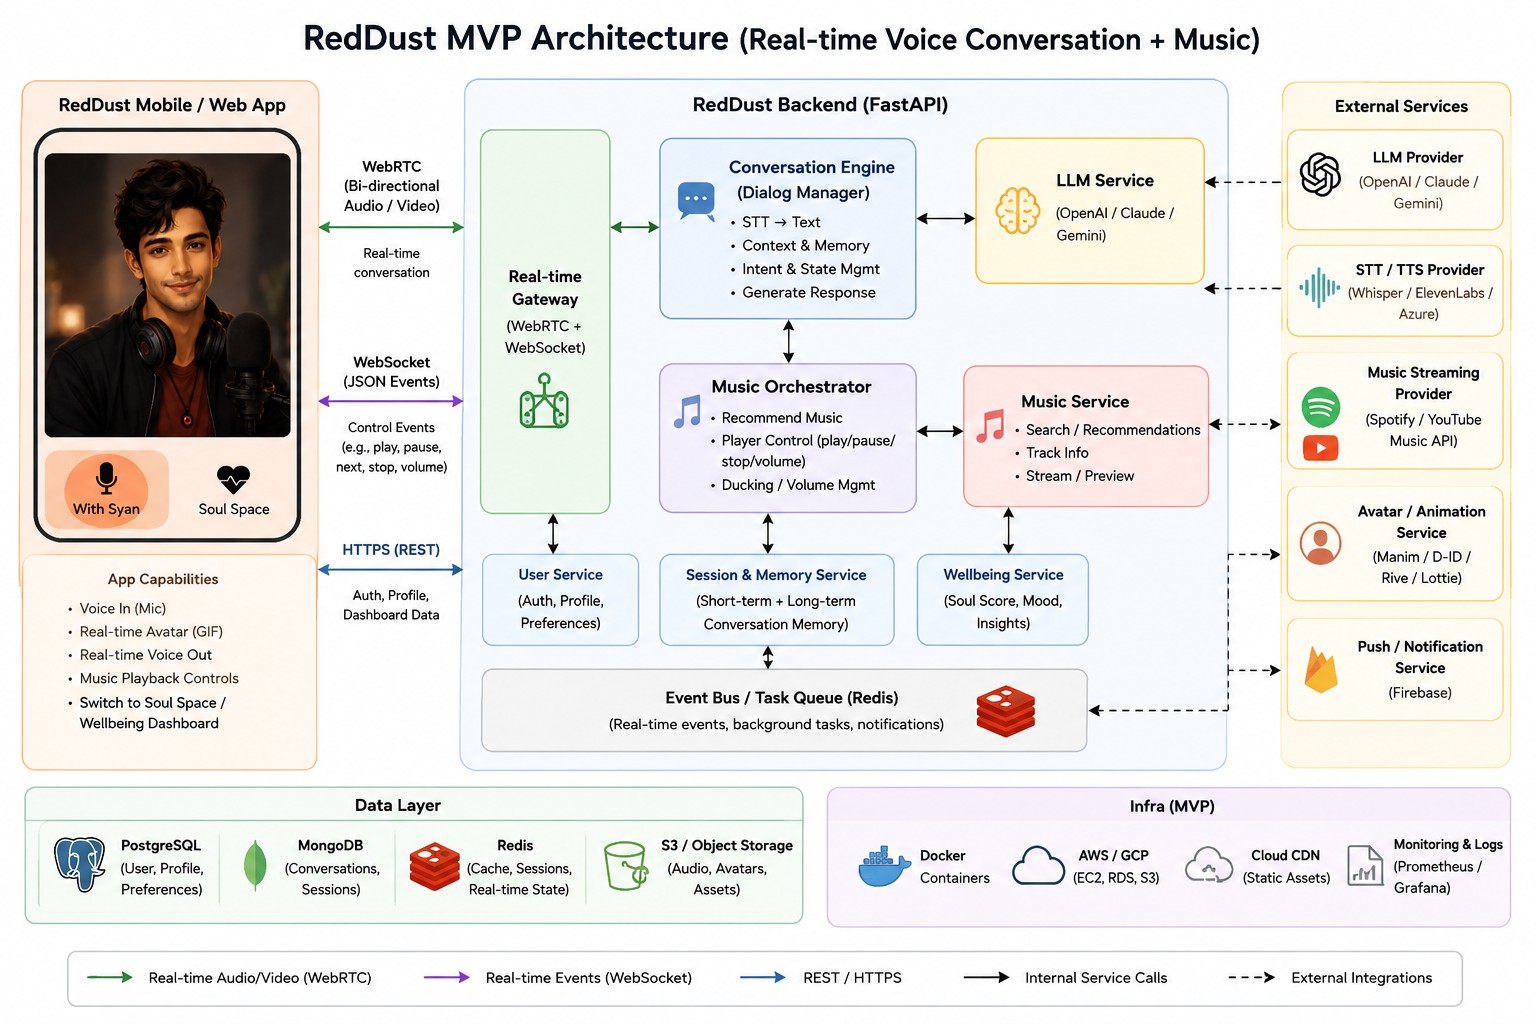 RedDust MVP Architecture (Real-time Voice Conversation + Music)
RedDust Mobile / Web App
With Syan
Soul Space
App Capabilities
• Voice In (Mic)
• Real-time Avatar (GIF)
• Real-time Voice Out
• Music Playback Controls
• Switch to Soul Space /
Wellbeing Dashboard
WebRTC
(Bi-directional
Audio / Video)
Real-time
conversation
WebSocket
(JSON Events)
Control Events
(e.g., play, pause,
next, stop, volume)
HTTPS (REST)
Auth, Profile,
Dashboard Data
RedDust Backend (FastAPI)
Real-time
Gateway
(WebRTC +
WebSocket)
Conversation Engine
(Dialog Manager)
• STT → Text
• Context & Memory
• Intent & State Mgmt
• Generate Response
LLM Service
(OpenAI / Claude /
Gemini)
Music Orchestrator
• Recommend Music
• Player Control (play/pause/
stop/volume)
• Ducking / Volume Mgmt
Music Service
• Search / Recommendations
• Track Info
• Stream / Preview
User Service
(Auth, Profile,
Preferences)
Session & Memory Service
(Short-term + Long-term
Conversation Memory)
Wellbeing Service
(Soul Score, Mood,
Insights)
Event Bus / Task Queue (Redis)
(Real-time events, background tasks, notifications)
External Services
LLM Provider
(OpenAI / Claude /
Gemini)
STT / TTS Provider
(Whisper / ElevenLabs /
Azure)
Music Streaming
Provider
(Spotify / YouTube
Music API)
Avatar / Animation
Service
(Manim / D-ID /
Rive / Lottie)
Push / Notification
Service
(Firebase)
Data Layer
PostgreSQL
(User, Profile,
Preferences)
MongoDB
(Conversations,
Sessions)
Redis
(Cache, Sessions,
Real-time State)
S3 / Object Storage
(Audio, Avatars,
Assets)
Infra (MVP)
Docker
Containers
AWS / GCP
(EC2, RDS, S3)
Cloud CDN
(Static Assets)
Monitoring & Logs
(Prometheus /
Grafana)
Real-time Audio/Video (WebRTC)
Real-time Events (WebSocket)
REST / HTTPS
Internal Service Calls
External Integrations